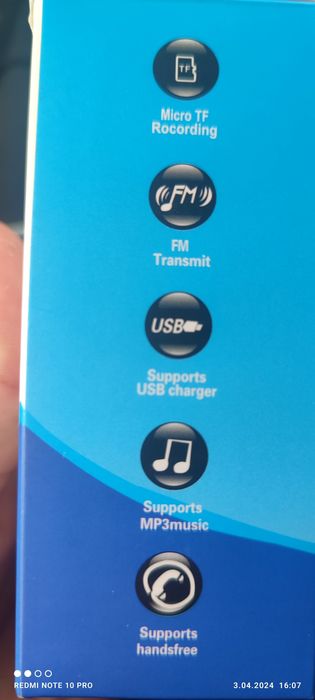 TF
Micro TF
Rocording
FM
FM
Transmit
USB
Supports
USB charger
Supports
MP3music
Supports
handsfree
REDMI NOTE 10 PRO
3.04.2024 16:07